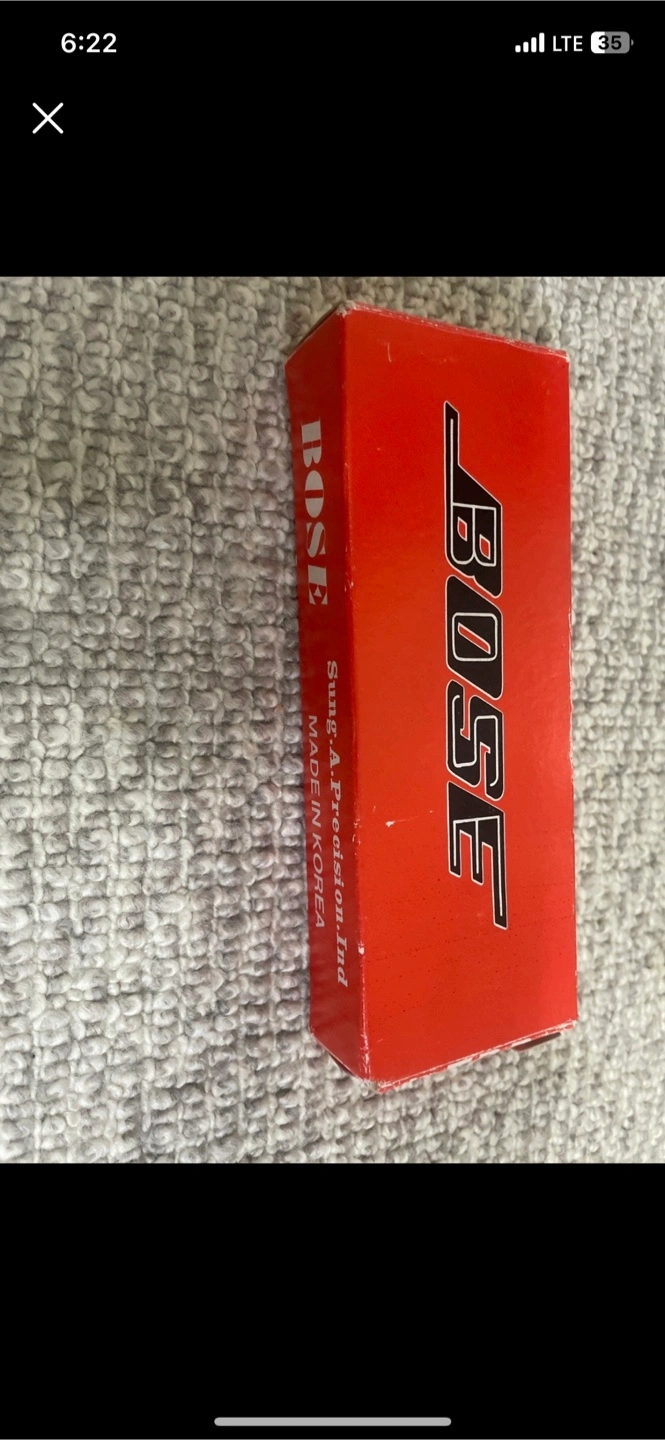 6:22
LTE 35
BOSE
BOSE
Sung.A.Precision.Ind
MADE IN KOREA